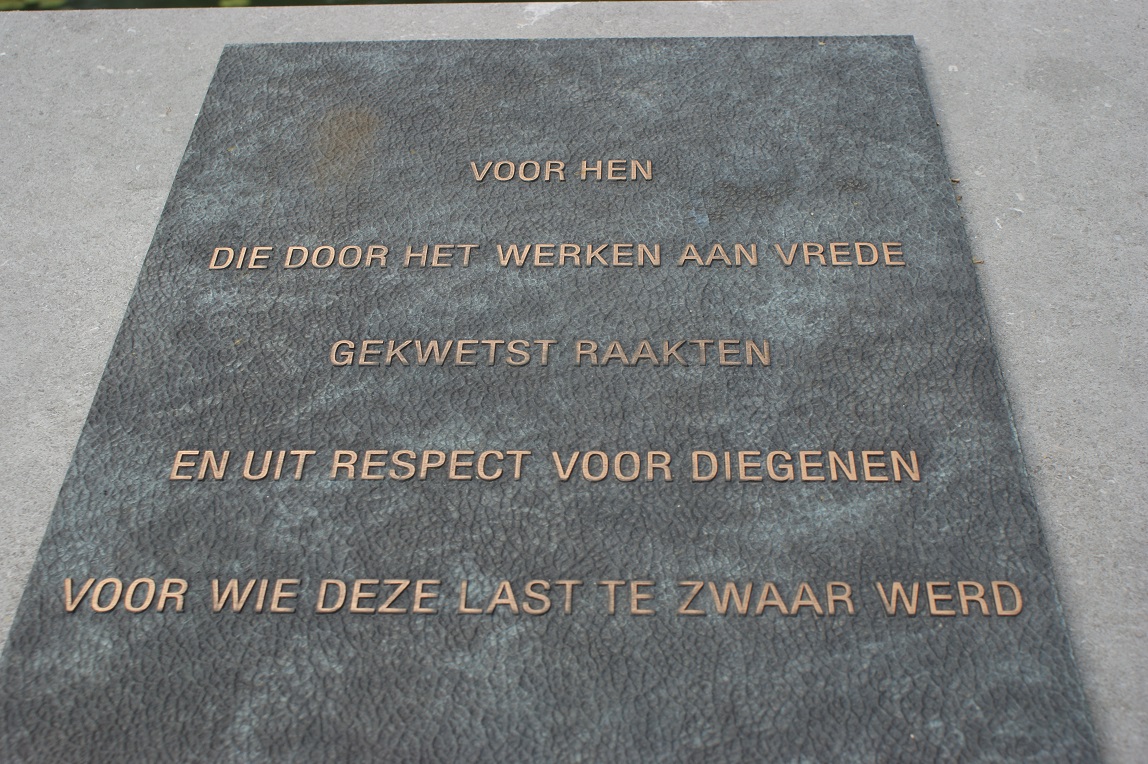 VOOR HEN
DIE DOOR HET WERKEN AAN VREDE
GEKWETST RAAKTEN
EN UIT RESPECT VOOR DIEGENEN
VOOR WIE DEZE LAST TE ZWAAR WERD